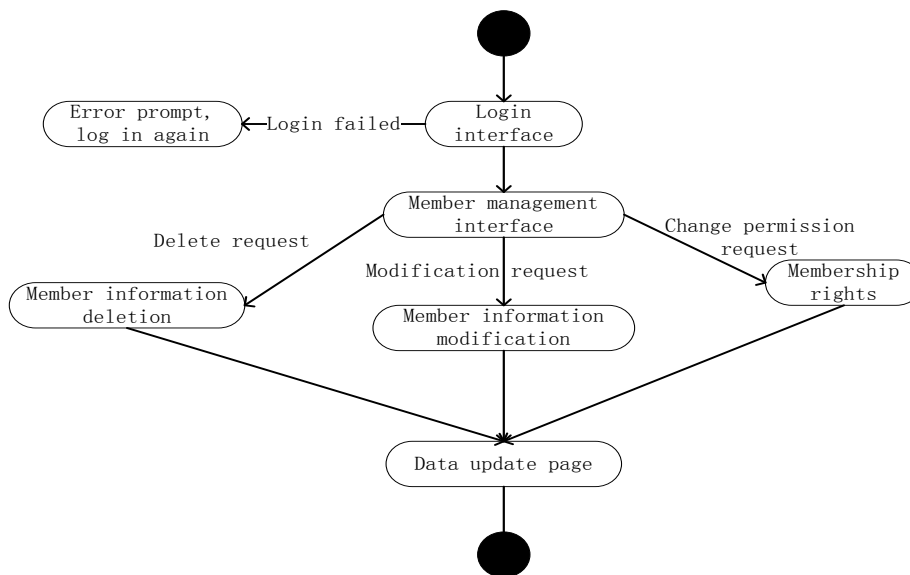 Login
interface
Error prompt,
log in again
Login failed
Member management
interface
Delete request
Modification request
Change permission
request
Member information
deletion
Member information
modification
Membership
rights
Data update page